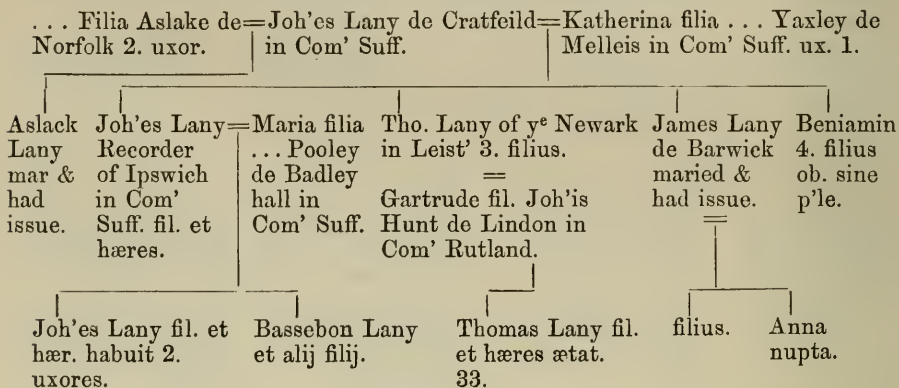 . . . Filia Aslake de=Joh'es Lany de Cratfeild=Katherina filia . . . Yaxley de
Norfolk 2. uxor. in Com' Suff. Melleis in Com' Suff. ux. 1.
Aslack
Lany
mar &
had
issue.
Joh'es Lany=
Recorder
of Ipswich
in Com'
Suff. fil. et
hæres.
Maria filia
. . . Pooley
de Badley
hall in
Com' Suff.
Tho. Lany of yᵉ Newark
in Leist' 3. filius.
=
Gartrude fil. Joh'is
Hunt de Lindon in
Com' Rutland.
James Lany
de Barwick
maried &
had issue.
=
Beniamin
4. filius
ob. sine
p'le.
Joh'es Lany fil. et
hær. habuit 2.
uxores.
Bassebon Lany
et alij filij.
Thomas Lany fil.
et hæres ætat.
33.
filius.
Anna
nupta.